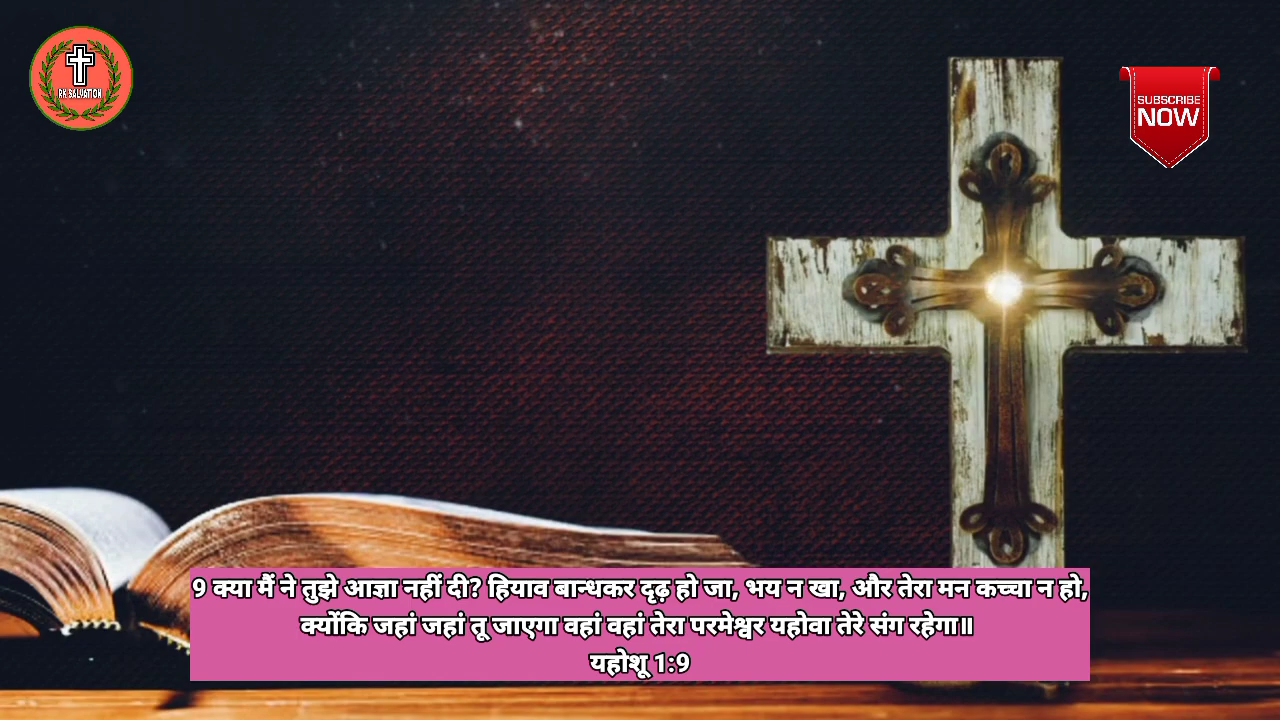 RK SALVATION
SUBSCRIBE
NOW
9 क्या मैं ने तुझे आज्ञा नहीं दी? हियाव बान्धकर दृढ़ हो जा, भय न खा, और तेरा मन कच्चा न हो,
क्योंकि जहां जहां तू जाएगा वहां वहां तेरा परमेश्वर यहोवा तेरे संग रहेगा॥
यहोशू 1:9